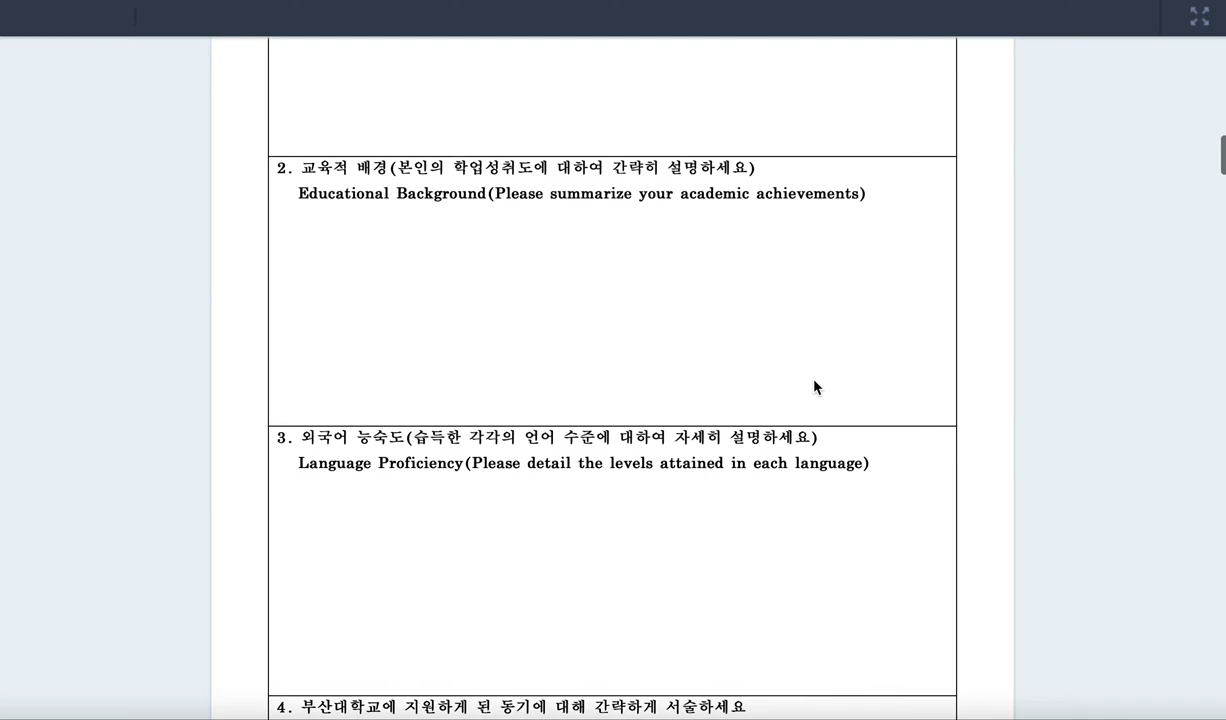 2. 교육적 배경(본인의 학업성취도에 대하여 간략히 설명하세요)
Educational Background(Please summarize your academic achievements)
3. 외국어 능숙도(습득한 각각의 언어 수준에 대하여 자세히 설명하세요)
Language Proficiency(Please detail the levels attained in each language)
4. 부산대학교에 지원하게 된 동기에 대해 간략하게 서술하세요